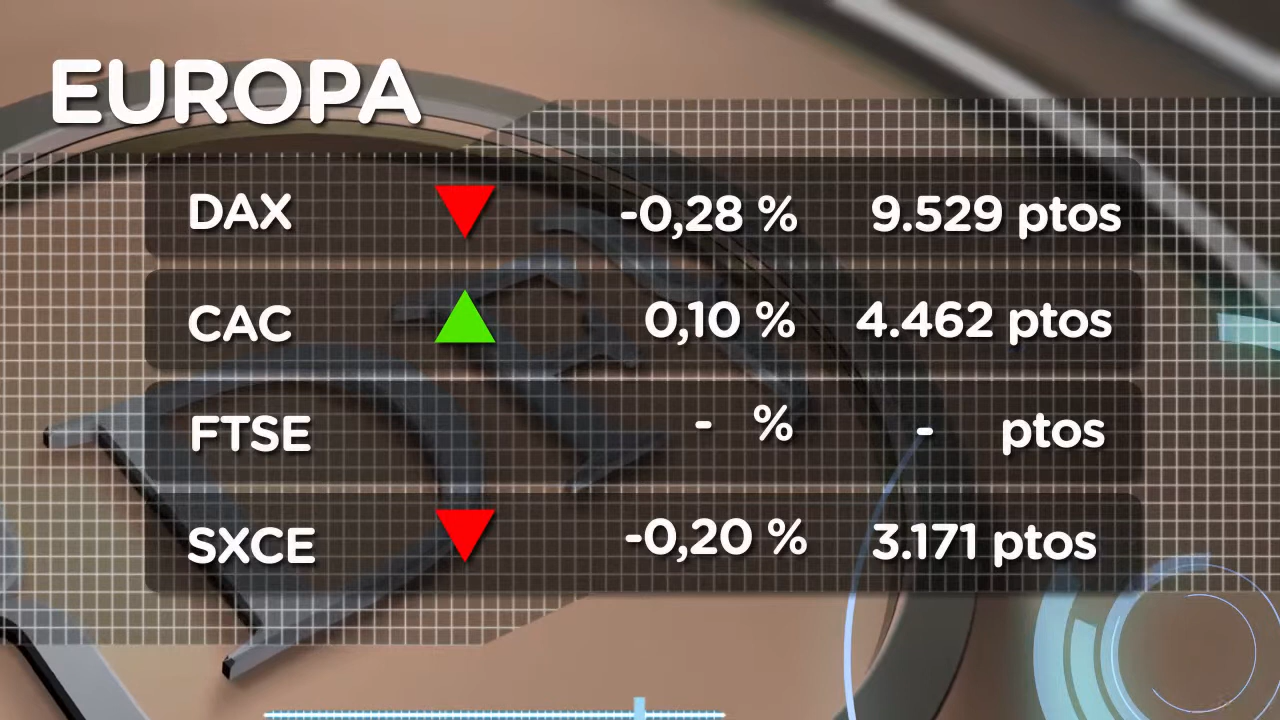 EUROPA
DAX -0,28 % 9.529 ptos
CAC 0,10 % 4.462 ptos
FTSE - % - ptos
SXCE -0,20 % 3.171 ptos